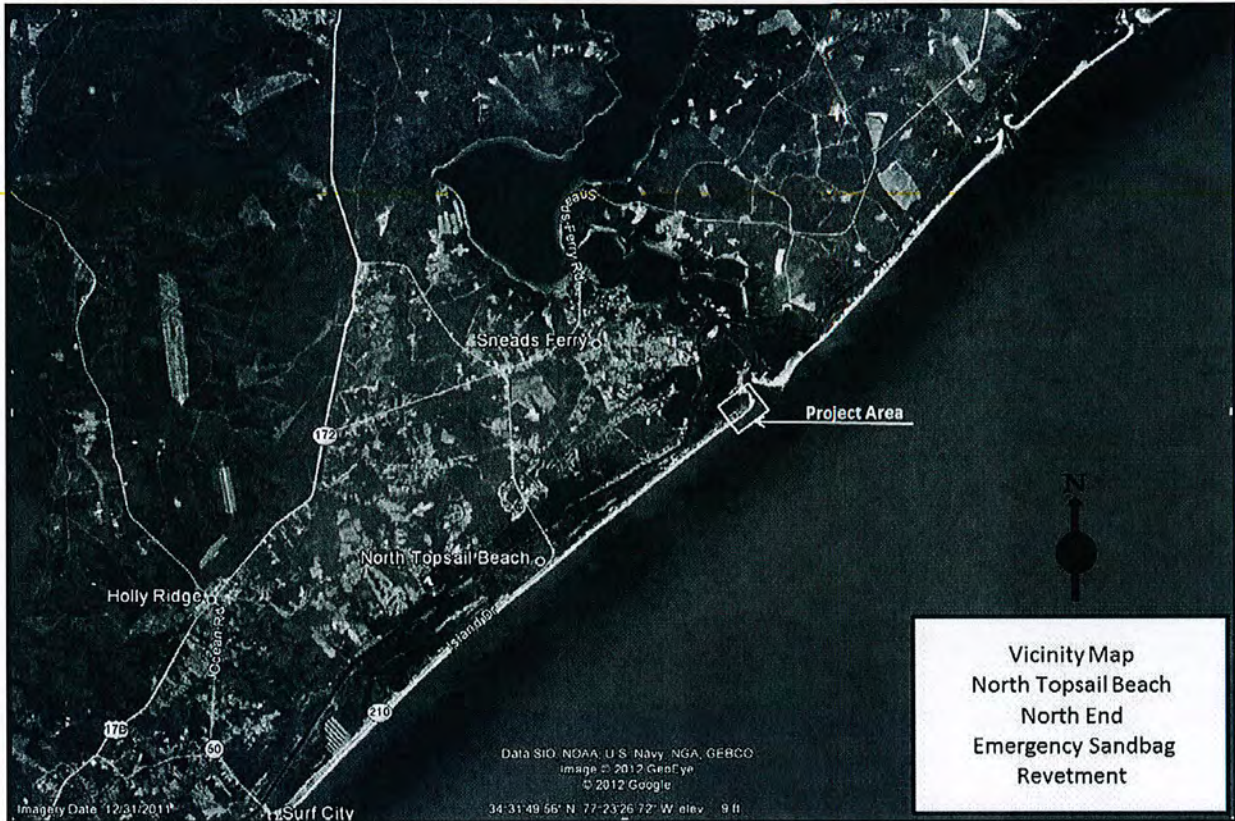 Sneads Ferry Rd
Sneads Ferry
Project Area
172
N
North Topsail Beach
Holly Ridge
Ocean Rd
Island Dr
210
17B
50
Surf City
Vicinity Map
North Topsail Beach
North End
Emergency Sandbag
Revetment
Data SIO, NOAA, U.S. Navy, NGA, GEBCO
Image © 2012 GeoEye
© 2012 Google
Imagery Date 12/31/2011
34°31'49.56" N 77°23'26.72" W elev 9 ft